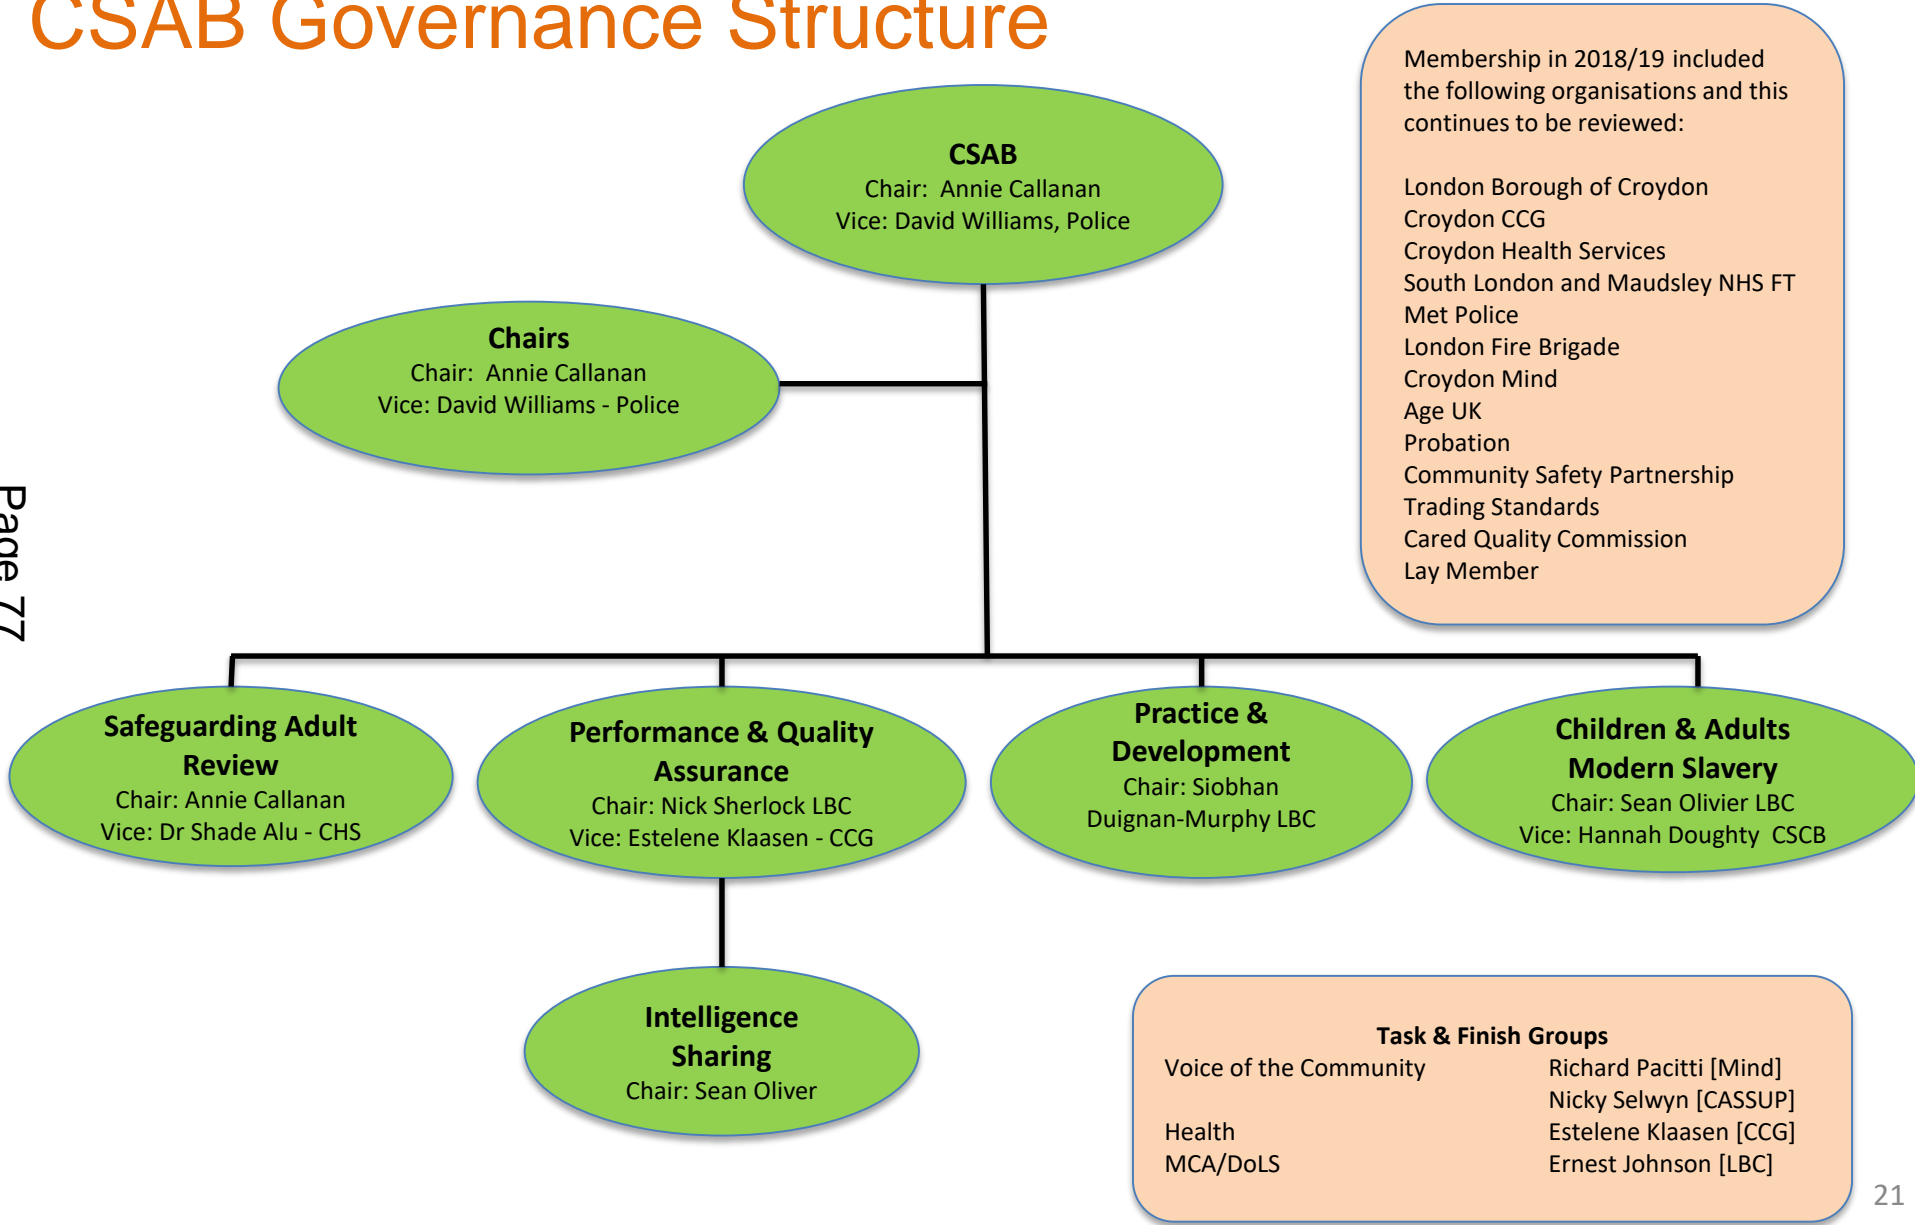 CSAB Governance Structure
Membership in 2018/19 included
the following organisations and this
continues to be reviewed:
London Borough of Croydon
Croydon CCG
Croydon Health Services
South London and Maudsley NHS FT
Met Police
London Fire Brigade
Croydon Mind
Age UK
Probation
Community Safety Partnership
Trading Standards
Cared Quality Commission
Lay Member
CSAB
Chair:  Annie Callanan
Vice: David Williams, Police
Chairs
Chair:  Annie Callanan
Vice: David Williams - Police
Page 77
Safeguarding Adult
Review
Chair: Annie Callanan
Vice: Dr Shade Alu - CHS
Performance & Quality
Assurance
Chair: Nick Sherlock LBC
Vice: Estelene Klaasen - CCG
Practice &
Development
Chair: Siobhan
Duignan-Murphy LBC
Children & Adults
Modern Slavery
Chair: Sean Olivier LBC
Vice: Hannah Doughty  CSCB
Intelligence
Sharing
Chair: Sean Oliver
Task & Finish Groups
Voice of the Community Richard Pacitti [Mind]
Nicky Selwyn [CASSUP]
Health Estelene Klaasen [CCG]
MCA/DoLS Ernest Johnson [LBC]
21